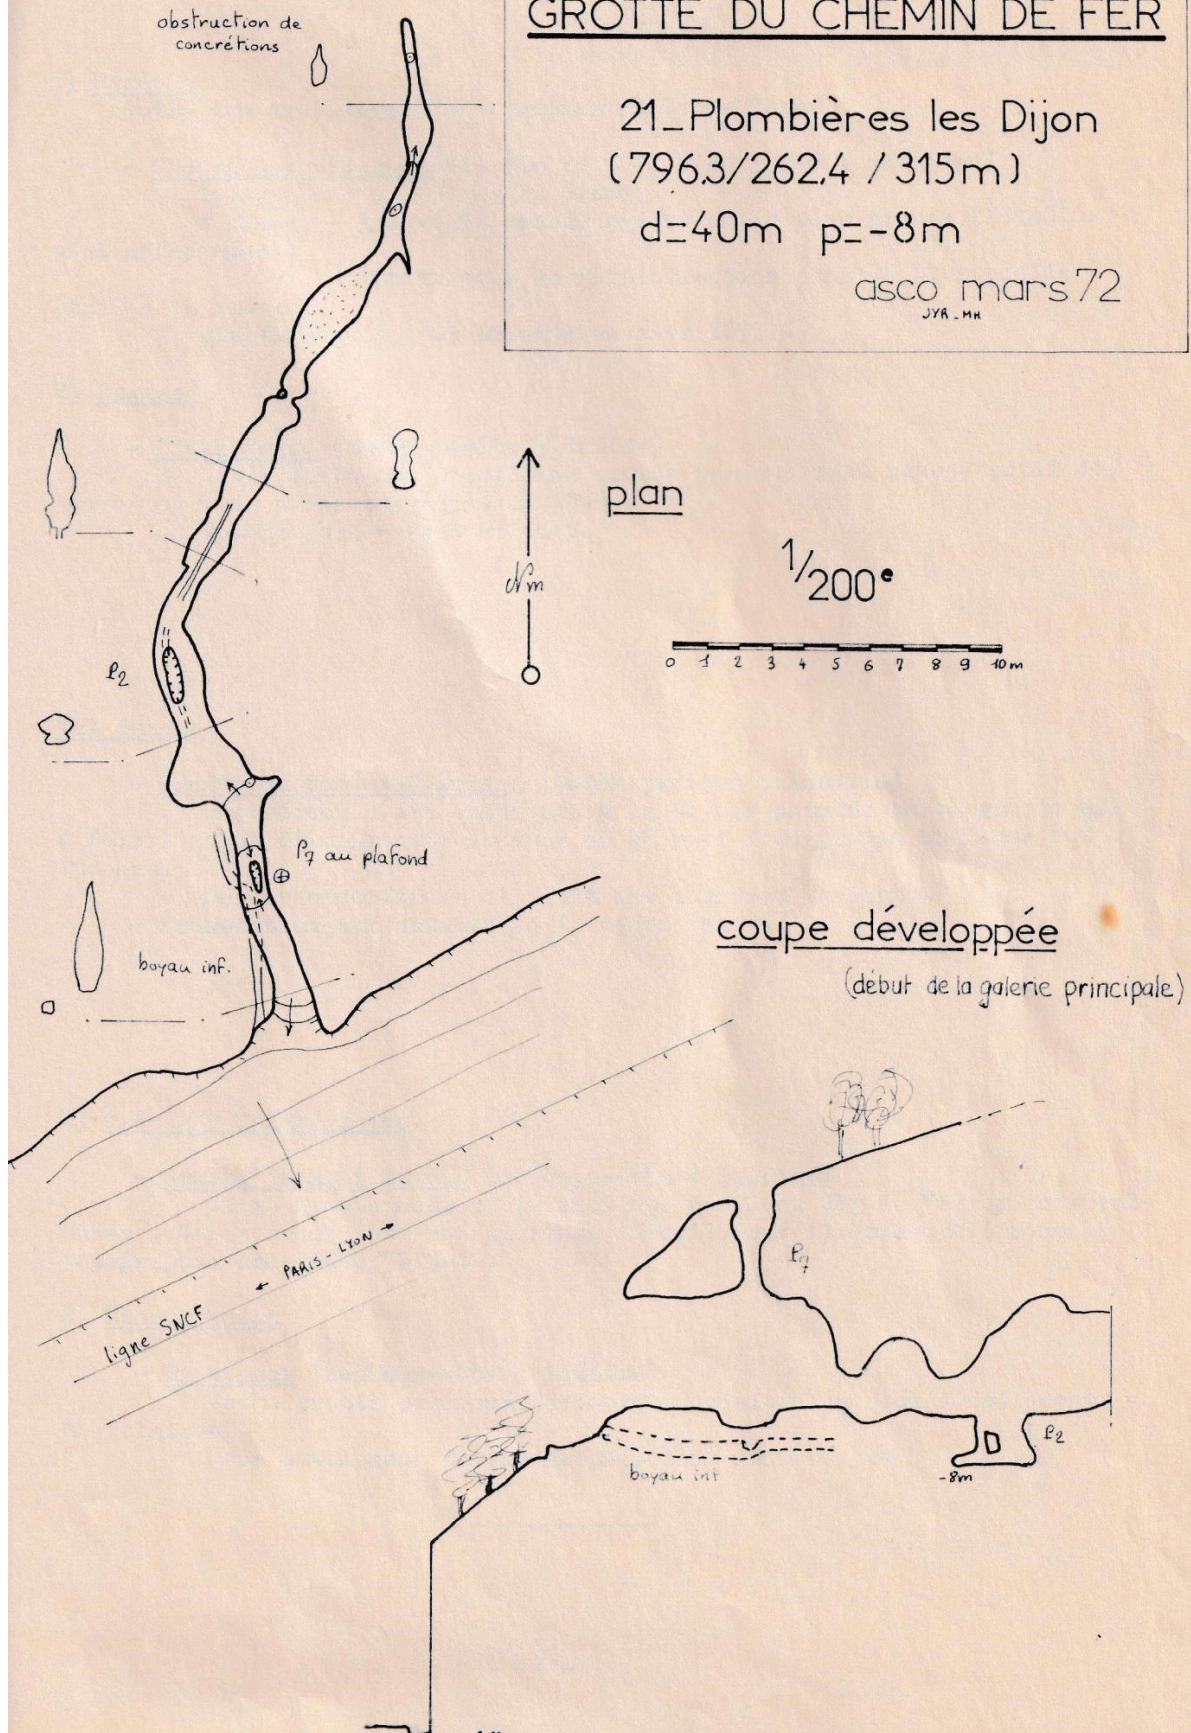 obstruction de
concrétions
GROTTE DU CHEMIN DE FER
21_Plombières les Dijon
(796,3/262,4 / 315m)
d=40m p=-8m
asco mars 72
JYR_MH
plan
Nm
1/200e
0 1 2 3 4 5 6 7 8 9 10m
P2
P7 au plafond
boyau inf.
coupe développée
(début de la galerie principale)
← PARIS - LYON →
ligne SNCF
P7
P2
boyau inf
-8m